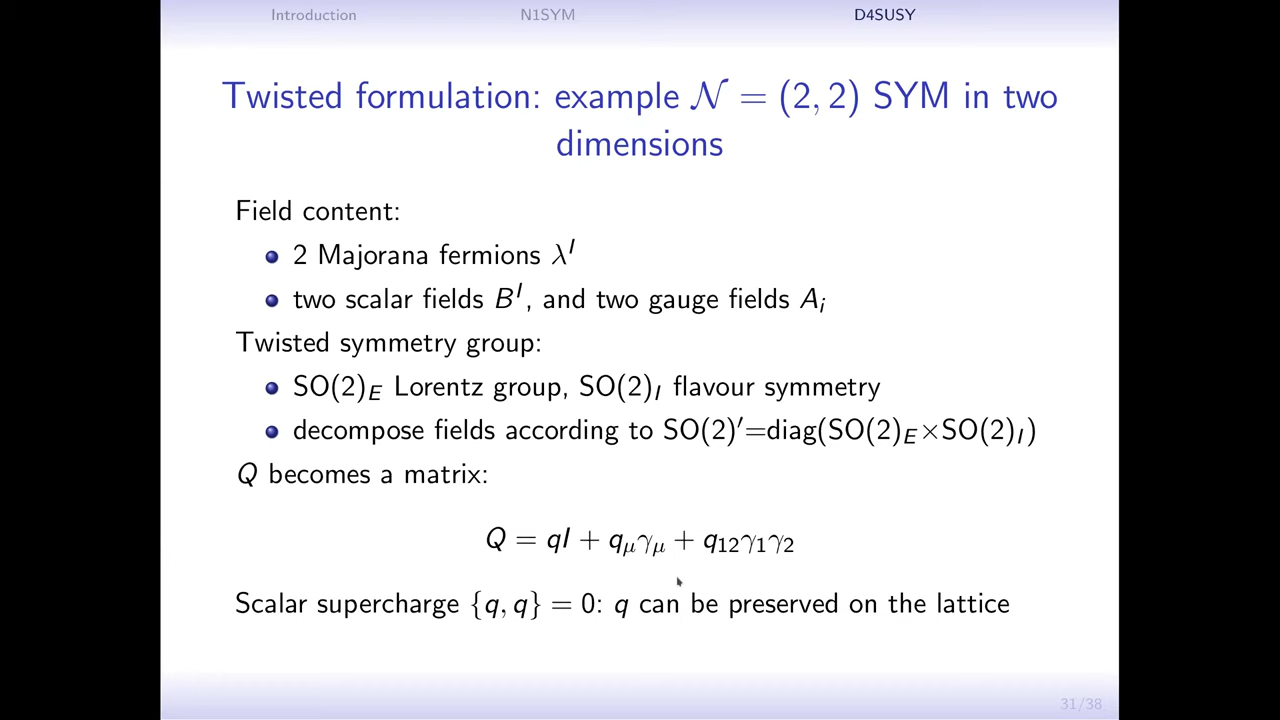 Introduction N1SYM D4SUSY
Twisted formulation: example 𝒩 = (2, 2) SYM in two
dimensions
Field content:
• 2 Majorana fermions λ^I
• two scalar fields B^I, and two gauge fields A_i
Twisted symmetry group:
• SO(2)_E Lorentz group, SO(2)_I flavour symmetry
• decompose fields according to SO(2)′=diag(SO(2)_E×SO(2)_I)
Q becomes a matrix:
Q = qI + q_μγ_μ + q_12γ_1γ_2
Scalar supercharge {q, q} = 0: q can be preserved on the lattice
31/38